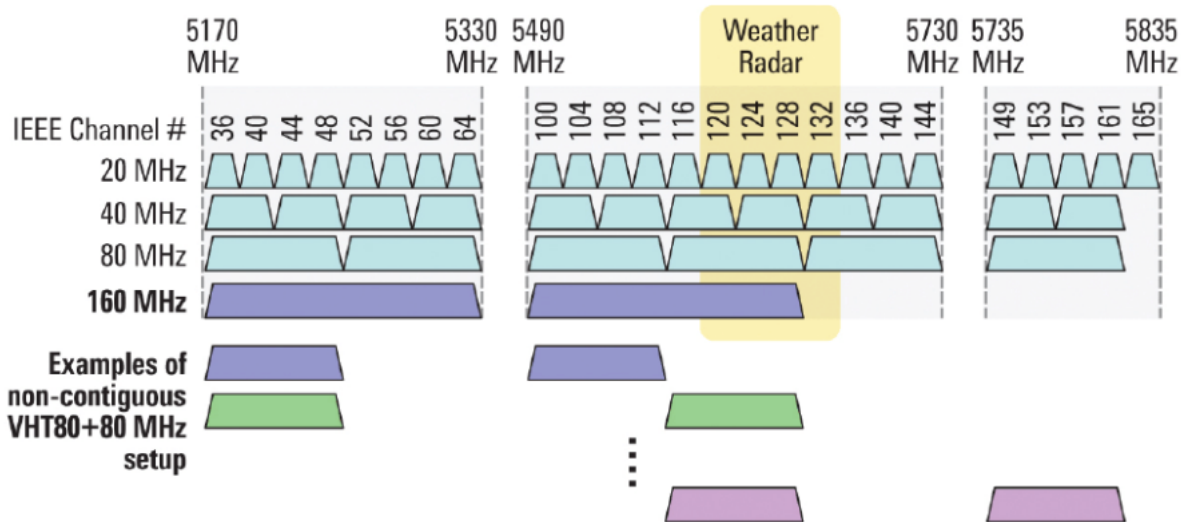 5170 MHz
5330 MHz
5490 MHz
Weather Radar
5730 MHz
5735 MHz
5835 MHz
IEEE Channel # 36 40 44 48 52 56 60 64 100 104 108 112 116 120 124 128 132 136 140 144 149 153 157 161 165
20 MHz
40 MHz
80 MHz
160 MHz
Examples of
non-contiguous
VHT80+80 MHz
setup